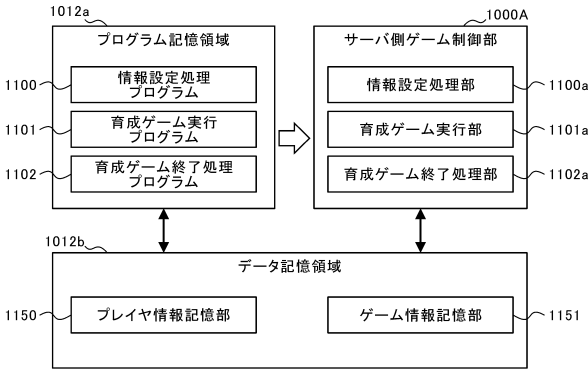 1012a
プログラム記憶領域
1100
情報設定処理
プログラム
1101
育成ゲーム実行
プログラム
1102
育成ゲーム終了処理
プログラム
1000A
サーバ側ゲーム制御部
情報設定処理部
1100a
育成ゲーム実行部
1101a
育成ゲーム終了処理部
1102a
1012b
データ記憶領域
1150
プレイヤ情報記憶部
ゲーム情報記憶部
1151